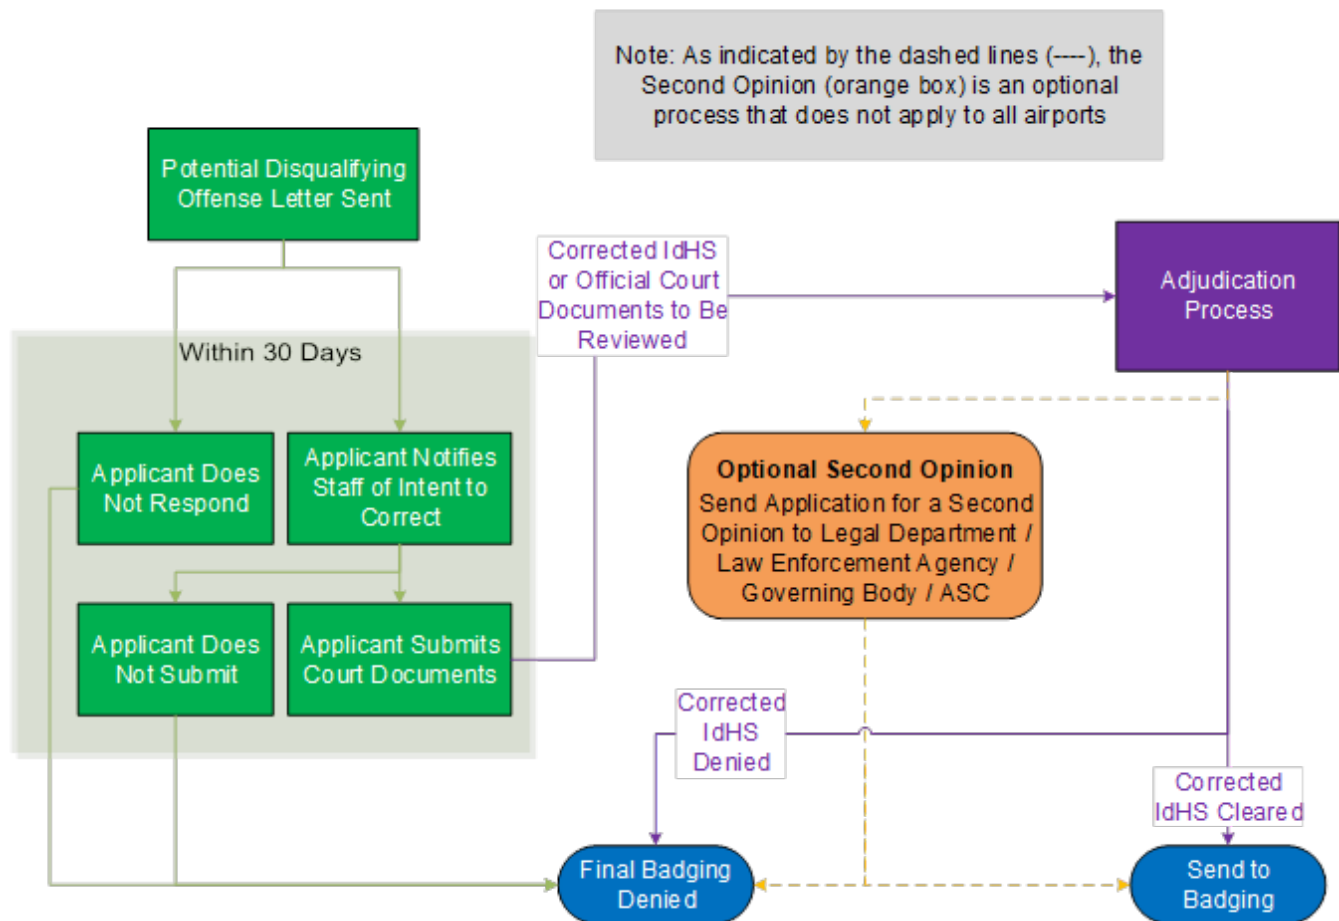 Note: As indicated by the dashed lines (----), the
Second Opinion (orange box) is an optional
process that does not apply to all airports
Potential Disqualifying
Offense Letter Sent
Corrected IdHS
or Official Court
Documents to Be
Reviewed
Adjudication
Process
Within 30 Days
Applicant Does
Not Respond
Applicant Notifies
Staff of Intent to
Correct
Optional Second Opinion
Send Application for a Second
Opinion to Legal Department /
Law Enforcement Agency /
Governing Body / ASC
Applicant Does
Not Submit
Applicant Submits
Court Documents
Corrected
IdHS
Denied
Corrected
IdHS Cleared
Final Badging
Denied
Send to
Badging